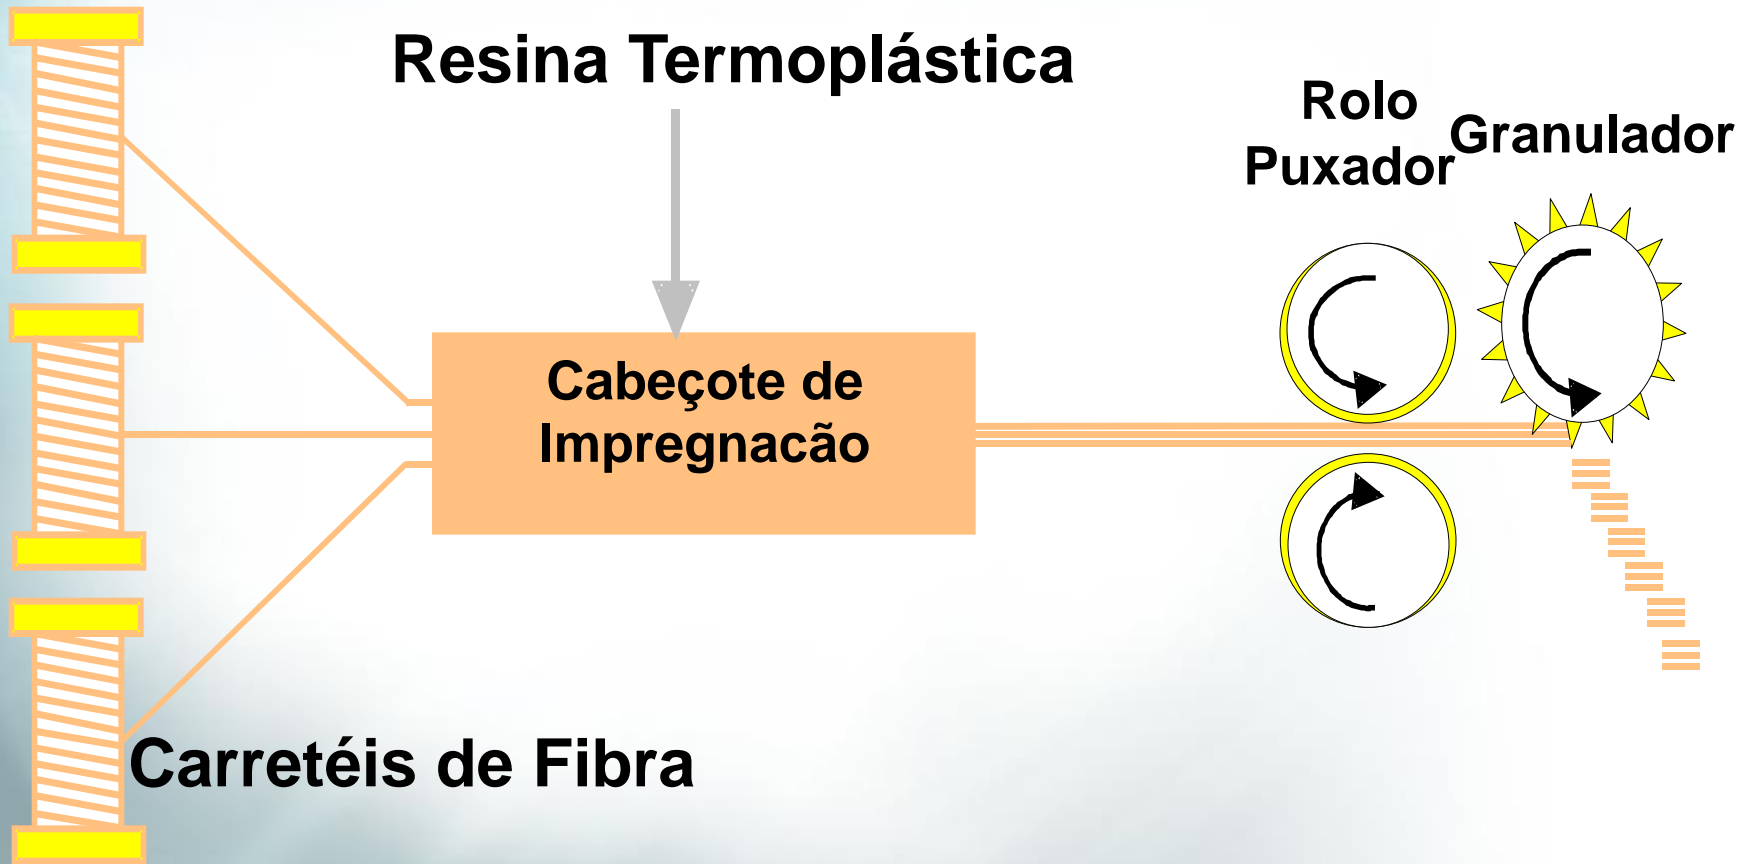 Resina Termoplástica
Rolo
Puxador
Granulador
Cabeçote de
Impregnacão
Carretéis de Fibra